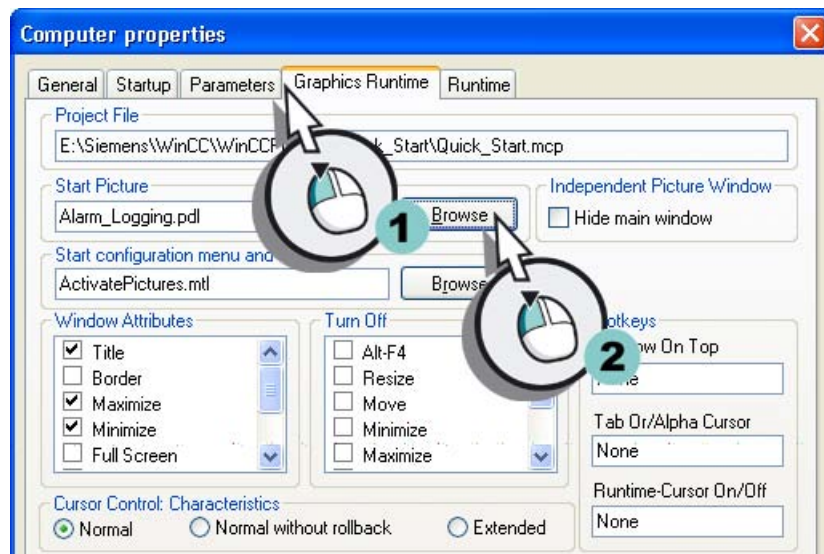 Computer properties
General Startup Parameters Graphics Runtime Runtime
Project File
E:\Siemens\WinCC\WinCC k_Start\Quick_Start.mcp
Start Picture Independent Picture Window
Alarm_Logging.pdl 1 Browse Hide main window
Start configuration menu and
ActivatePictures.mtl Browse
Window Attributes Turn Off
Title Alt-F4 2 On Top
Border Resize
Maximize Move Tab Or/Alpha Cursor
Minimize Minimize None
Full Screen Maximize
Runtime-Cursor On/Off
Cursor Control: Characteristics None
Normal Normal without rollback Extended